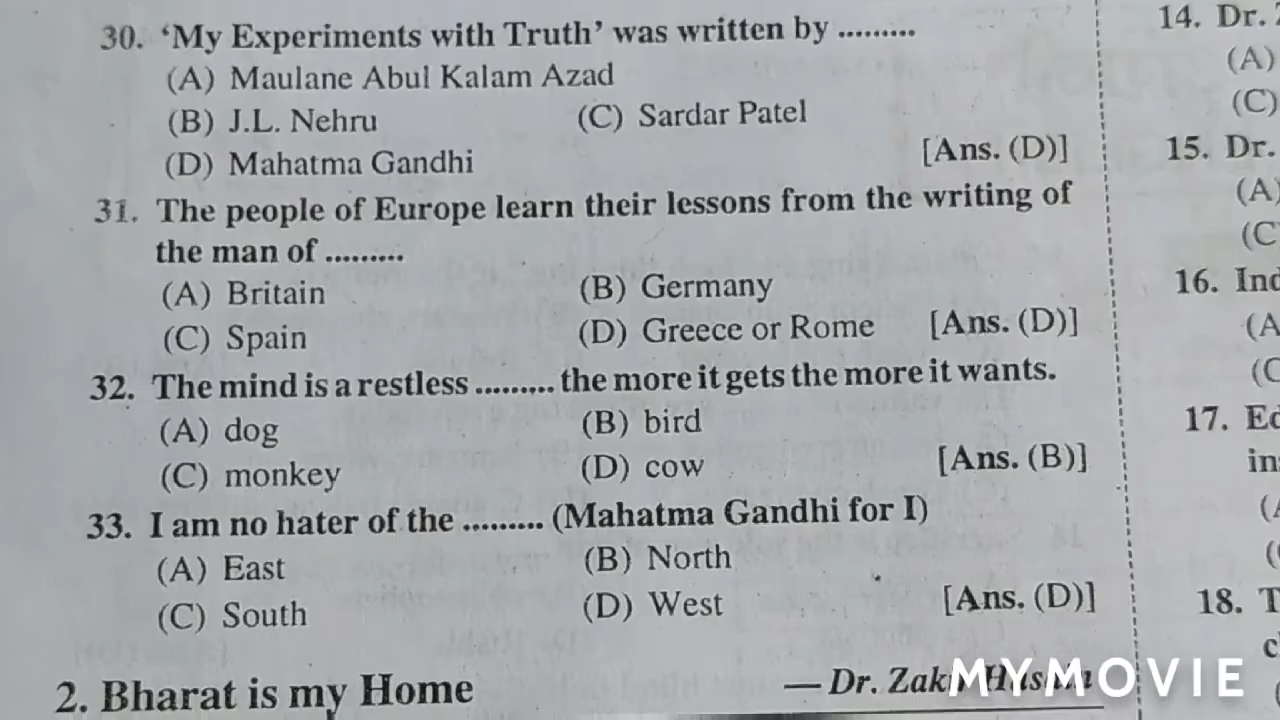 30. ‘My Experiments with Truth’ was written by .........
(A) Maulane Abul Kalam Azad
(B) J.L. Nehru (C) Sardar Patel
(D) Mahatma Gandhi [Ans. (D)]
31. The people of Europe learn their lessons from the writing of
the man of .........
(A) Britain (B) Germany
(C) Spain (D) Greece or Rome [Ans. (D)]
32. The mind is a restless ......... the more it gets the more it wants.
(A) dog (B) bird
(C) monkey (D) cow [Ans. (B)]
33. I am no hater of the ......... (Mahatma Gandhi for I)
(A) East (B) North
(C) South (D) West [Ans. (D)]
2. Bharat is my Home — Dr.
MYMOVIE
14. Dr.
(A)
(C)
15. Dr.
(A)
(C
16.
(A
(C
17.
(
(
18.